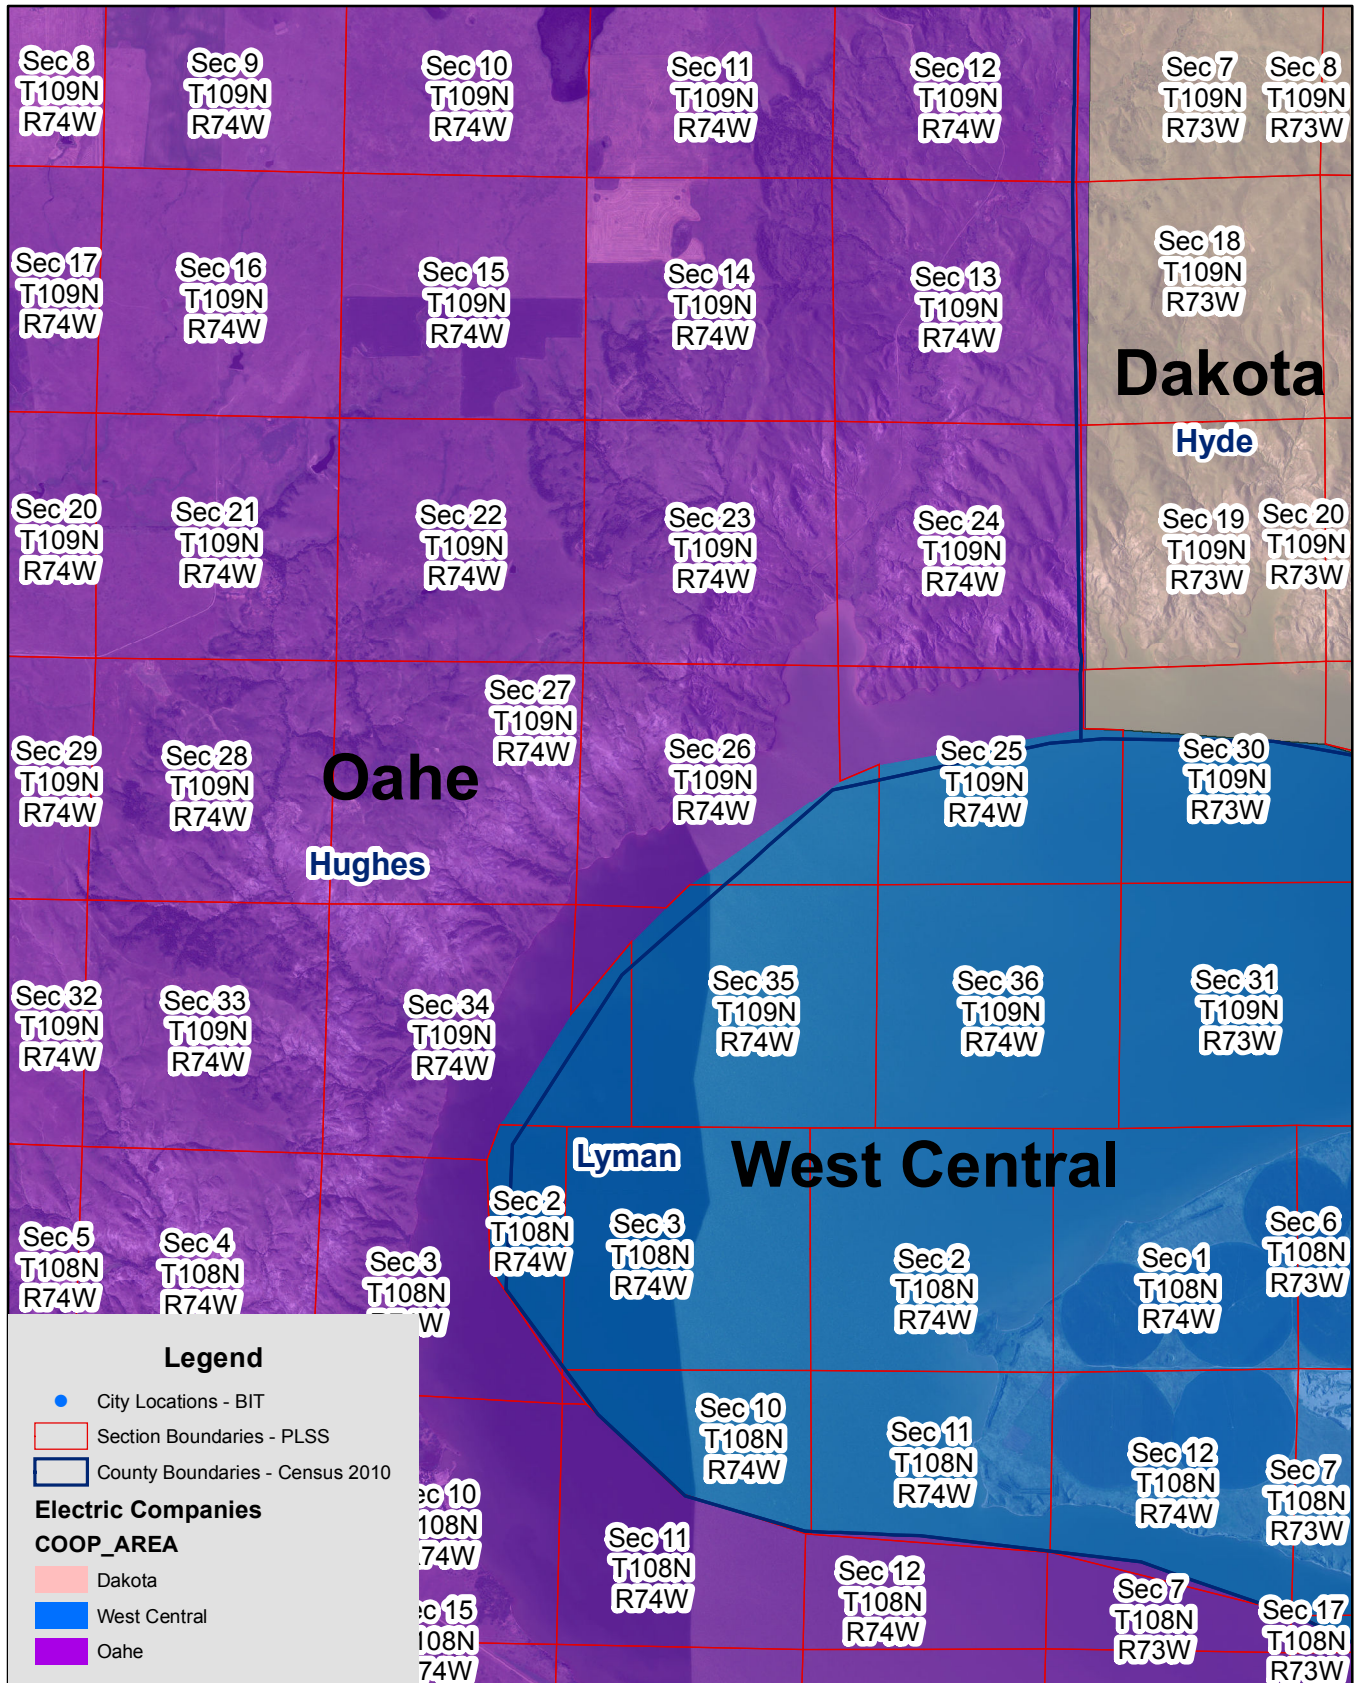 Sec 8
T109N
R74W
Sec 9
T109N
R74W
Sec 10
T109N
R74W
Sec 11
T109N
R74W
Sec 12
T109N
R74W
Sec 7
T109N
R73W
Sec 8
T109N
R73W
Sec 17
T109N
R74W
Sec 16
T109N
R74W
Sec 15
T109N
R74W
Sec 14
T109N
R74W
Sec 13
T109N
R74W
Sec 18
T109N
R73W
Dakota
Hyde
Sec 20
T109N
R74W
Sec 21
T109N
R74W
Sec 22
T109N
R74W
Sec 23
T109N
R74W
Sec 24
T109N
R74W
Sec 19
T109N
R73W
Sec 20
T109N
R73W
Sec 29
T109N
R74W
Sec 28
T109N
R74W
Oahe
Hughes
Sec 27
T109N
R74W
Sec 26
T109N
R74W
Sec 25
T109N
R74W
Sec 30
T109N
R73W
Sec 32
T109N
R74W
Sec 33
T109N
R74W
Sec 34
T109N
R74W
Sec 35
T109N
R74W
Sec 36
T109N
R74W
Sec 31
T109N
R73W
Lyman
West Central
Sec 5
T108N
R74W
Sec 4
T108N
R74W
Sec 3
T108N
W
Sec 2
T108N
R74W
Sec 3
T108N
R74W
Sec 2
T108N
R74W
Sec 1
T108N
R74W
Sec 6
T108N
R73W
Sec 10
T108N
R74W
Sec 11
T108N
R74W
Sec 12
T108N
R74W
Sec 7
T108N
R73W
ec 10
108N
74W
Sec 11
T108N
R74W
Sec 12
T108N
R74W
Sec 7
T108N
R73W
Sec 17
T108N
R73W
ec 15
108N
74W
Legend
City Locations - BIT
Section Boundaries - PLSS
County Boundaries - Census 2010
Electric Companies
COOP_AREA
Dakota
West Central
Oahe